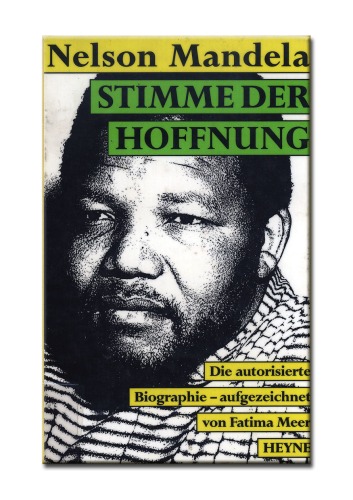 Nelson Mandela
STIMME DER
HOFFNUNG
Die autorisierte
Biographie – aufgezeichnet
von Fatima Meer
HEYNE